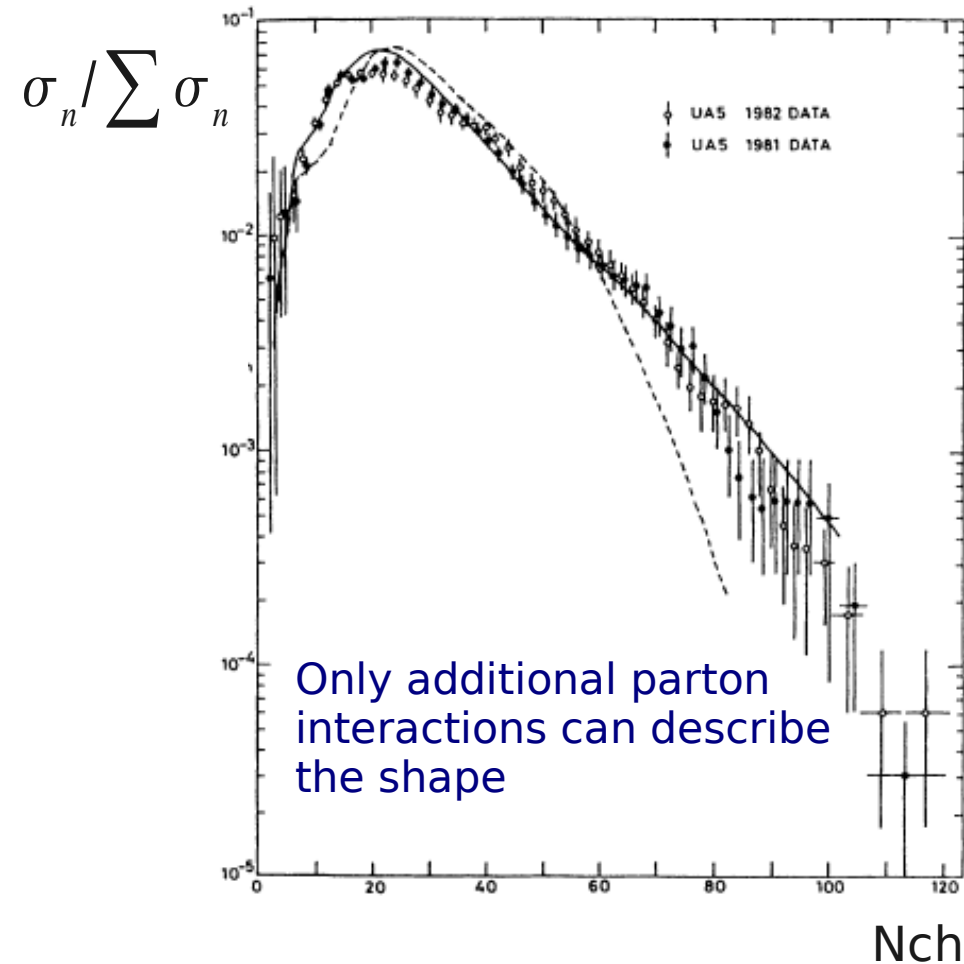 10⁻¹
σₙ/∑ σₙ
UA5 1982 DATA
UA5 1981 DATA
10⁻²
10⁻³
10⁻⁴
Only additional parton
interactions can describe
the shape
10⁻⁵
0 20 40 60 80 100 120
Nch